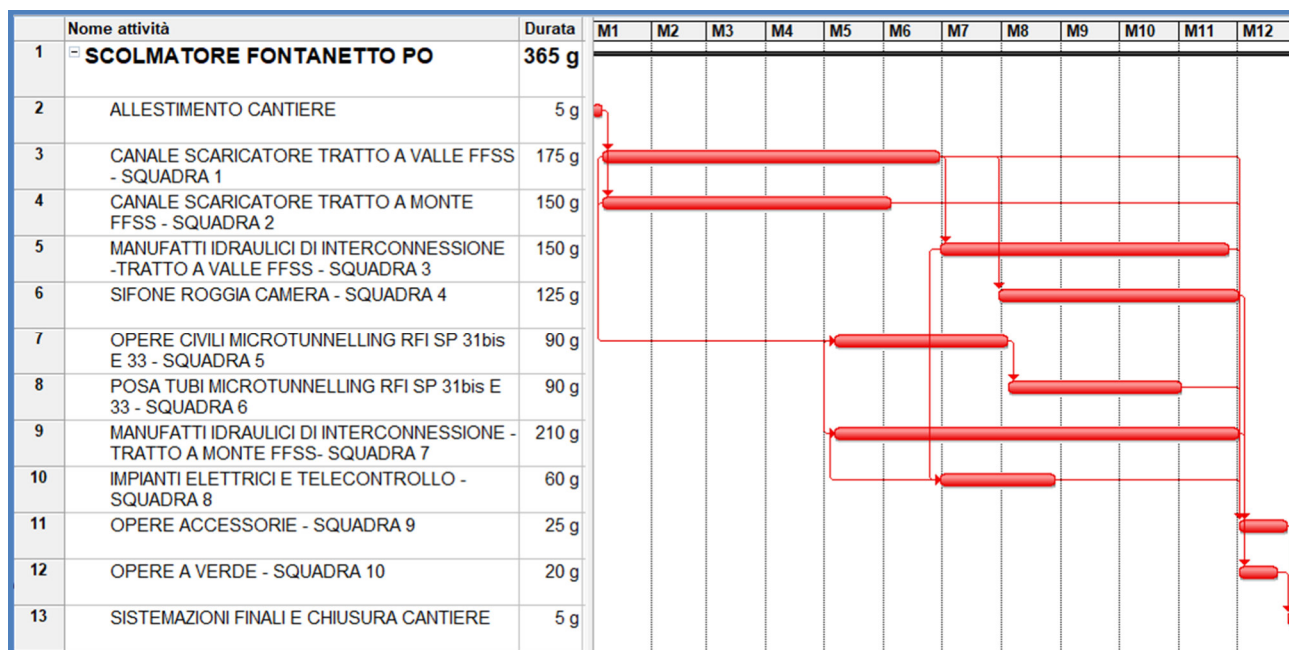 Nome attività Durata M1 M2 M3 M4 M5 M6 M7 M8 M9 M10 M11 M12
1 SCOLMATORE FONTANETTO PO 365 g
2 ALLESTIMENTO CANTIERE 5 g
3 CANALE SCARICATORE TRATTO A VALLE FFSS 175 g
- SQUADRA 1
4 CANALE SCARICATORE TRATTO A MONTE 150 g
FFSS - SQUADRA 2
5 MANUFATTI IDRAULICI DI INTERCONNESSIONE 150 g
-TRATTO A VALLE FFSS - SQUADRA 3
6 SIFONE ROGGIA CAMERA - SQUADRA 4 125 g
7 OPERE CIVILI MICROTUNNELLING RFI SP 31bis 90 g
E 33 - SQUADRA 5
8 POSA TUBI MICROTUNNELLING RFI SP 31bis E 90 g
33 - SQUADRA 6
9 MANUFATTI IDRAULICI DI INTERCONNESSIONE - 210 g
TRATTO A MONTE FFSS- SQUADRA 7
10 IMPIANTI ELETTRICI E TELECONTROLLO - 60 g
SQUADRA 8
11 OPERE ACCESSORIE - SQUADRA 9 25 g
12 OPERE A VERDE - SQUADRA 10 20 g
13 SISTEMAZIONI FINALI E CHIUSURA CANTIERE 5 g